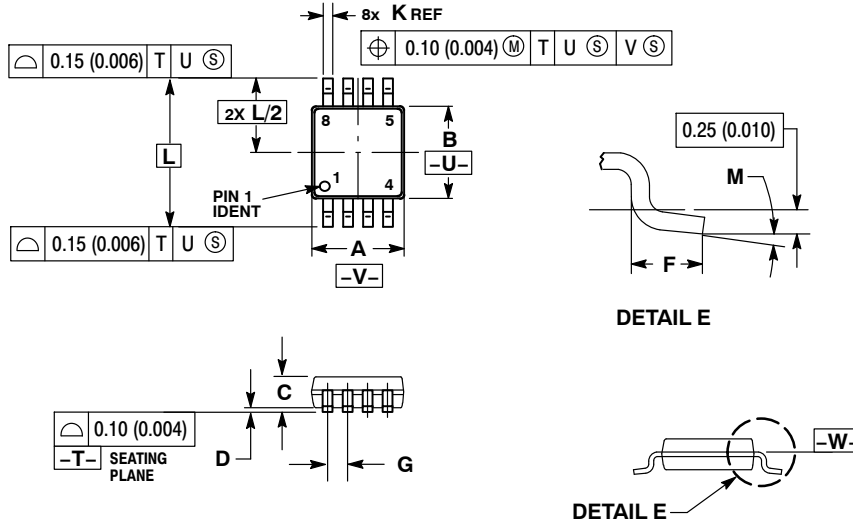 8x K REF
⌖ 0.10 (0.004) Ⓜ T U Ⓢ V Ⓢ
⌓ 0.15 (0.006) T U Ⓢ
2X L/2
8 5
B
-U-
L
PIN 1
IDENT
1
4
⌓ 0.15 (0.006) T U Ⓢ
A
-V-
0.25 (0.010)
M
F
DETAIL E
C
⌓ 0.10 (0.004)
-T- SEATING
PLANE
D
G
-W-
DETAIL E